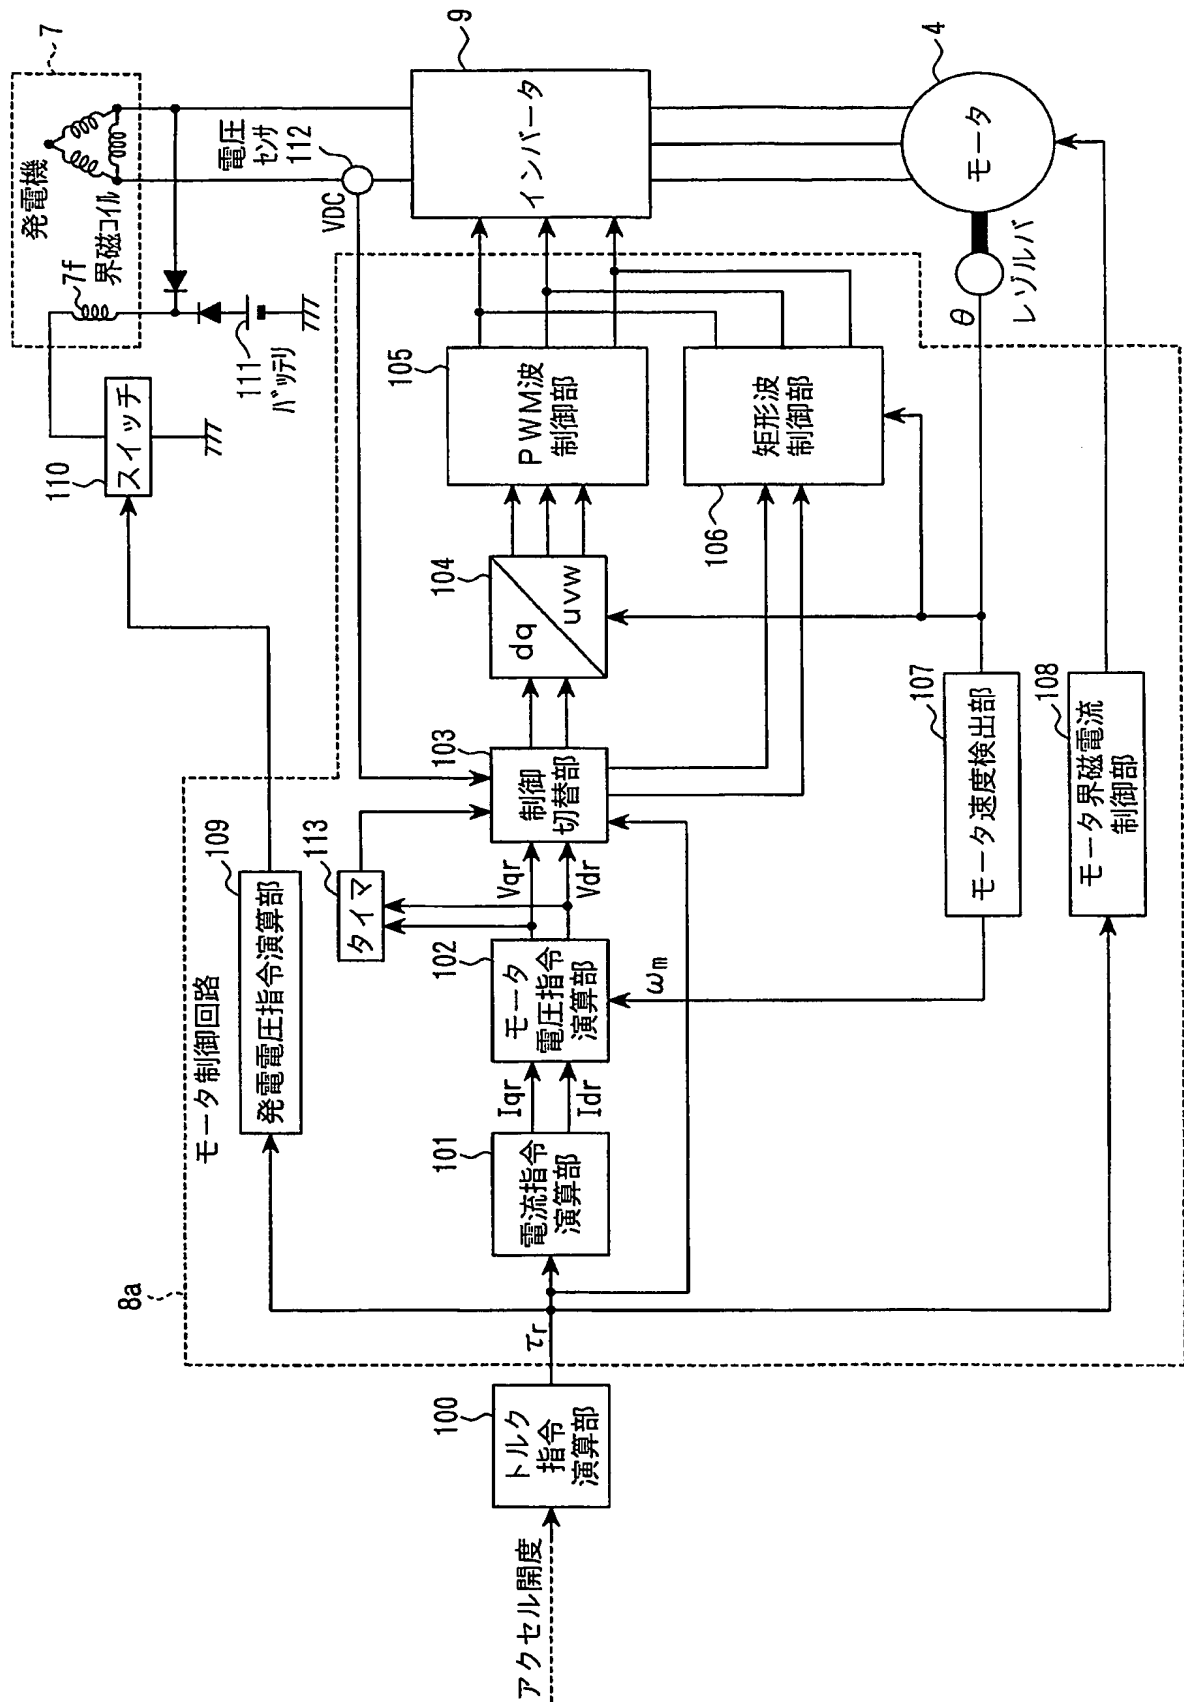 アクセル開度
100
トルク
指令
演算部
τr
8a
モータ制御回路
109
発電電圧指令演算部
101
電流指令
演算部
Iqr
Idr
102
モータ
電圧指令
演算部
ωm
113
タイマ
Vqr
Vdr
103
制御
切替部
104
dq
uvw
105
PWM波
制御部
106
矩形波
制御部
107
モータ速度検出部
108
モータ界磁電流
制御部
110
スイッチ
111
バッテリ
7
発電機
7f
界磁コイル
電圧
センサ
112
VDC
9
インバータ
4
モータ
レゾルバ
θ